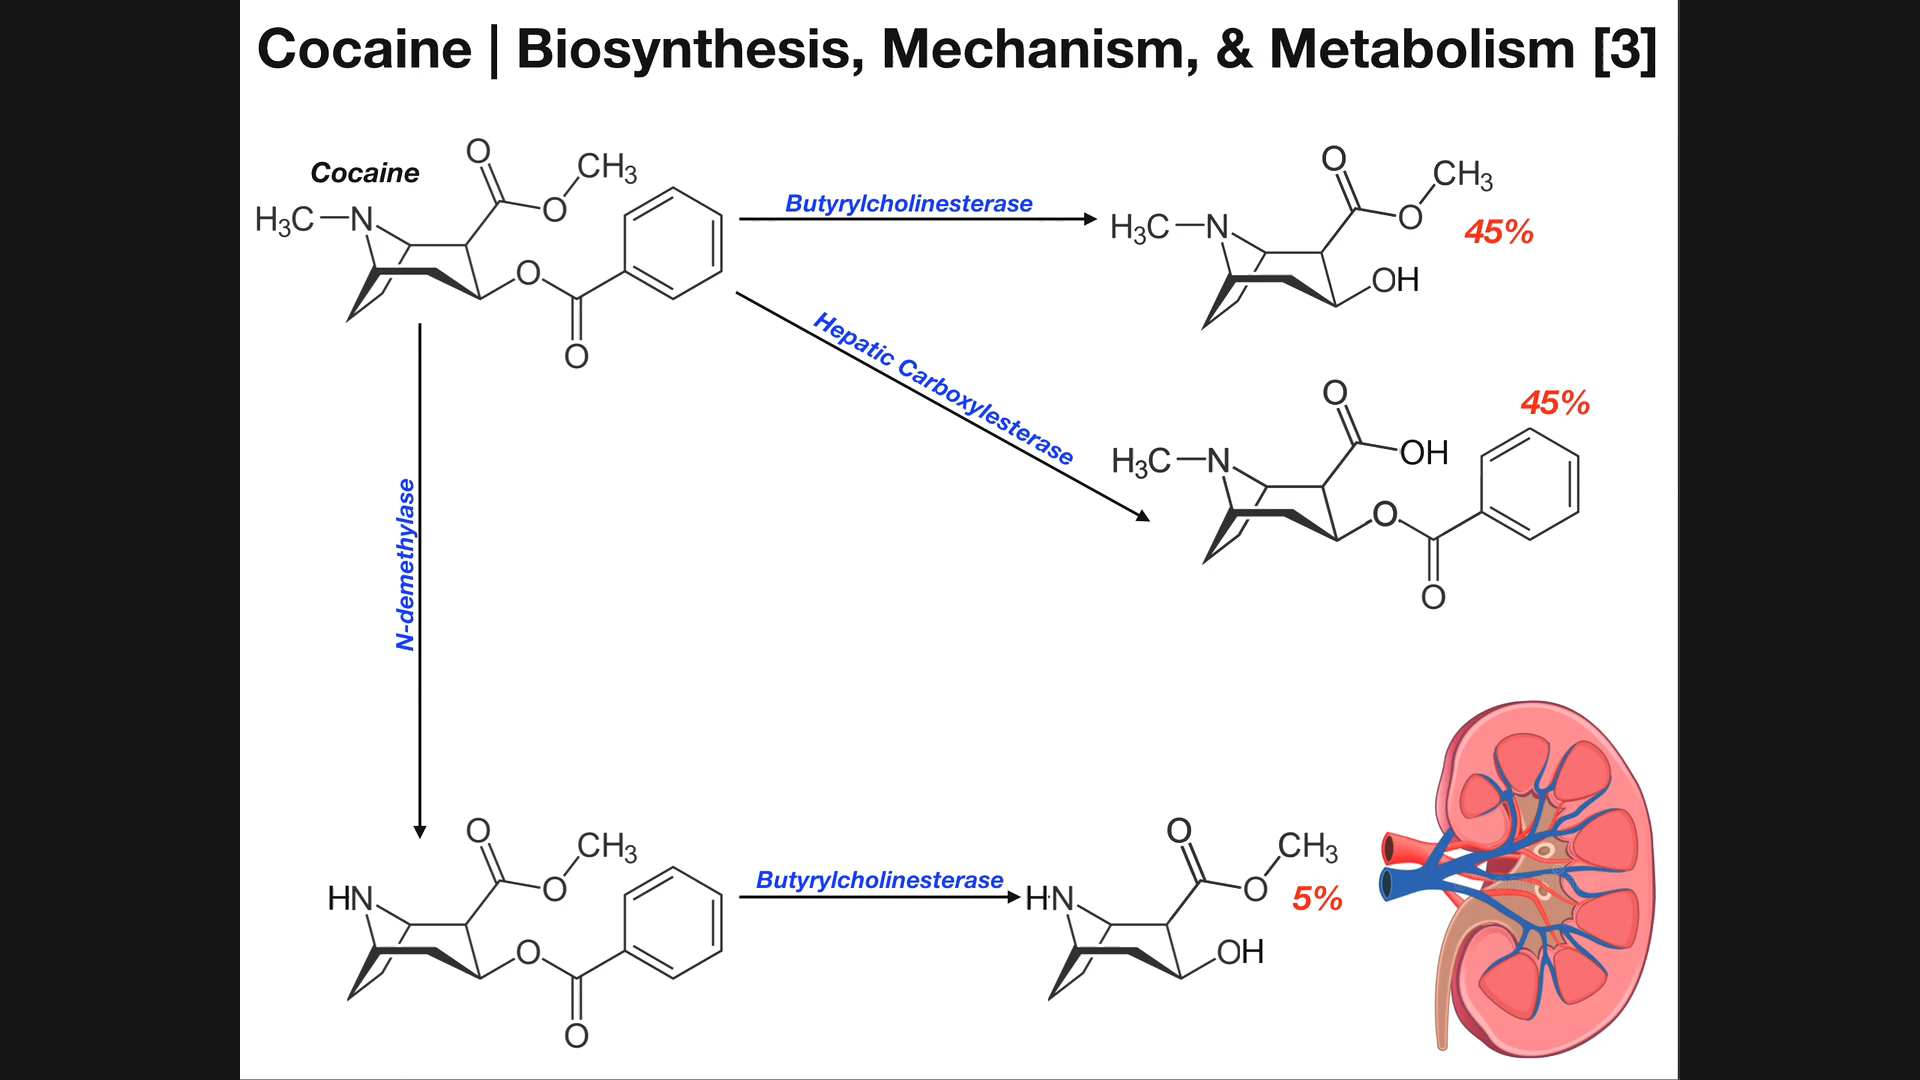 Cocaine | Biosynthesis, Mechanism, & Metabolism [3]
Cocaine
O
CH₃
H₃C
N
O
O
O
Butyrylcholinesterase
O
CH₃
H₃C
N
O
45%
OH
Hepatic Carboxylesterase
O
45%
H₃C
N
OH
O
O
N-demethylase
O
CH₃
HN
O
O
O
Butyrylcholinesterase
O
CH₃
HN
O
5%
OH